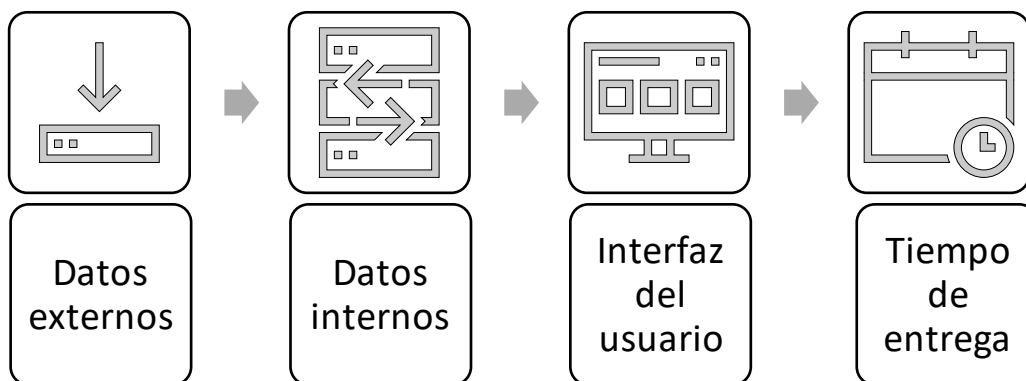 Datos
externos
Datos
internos
Interfaz
del
usuario
Tiempo
de
entrega